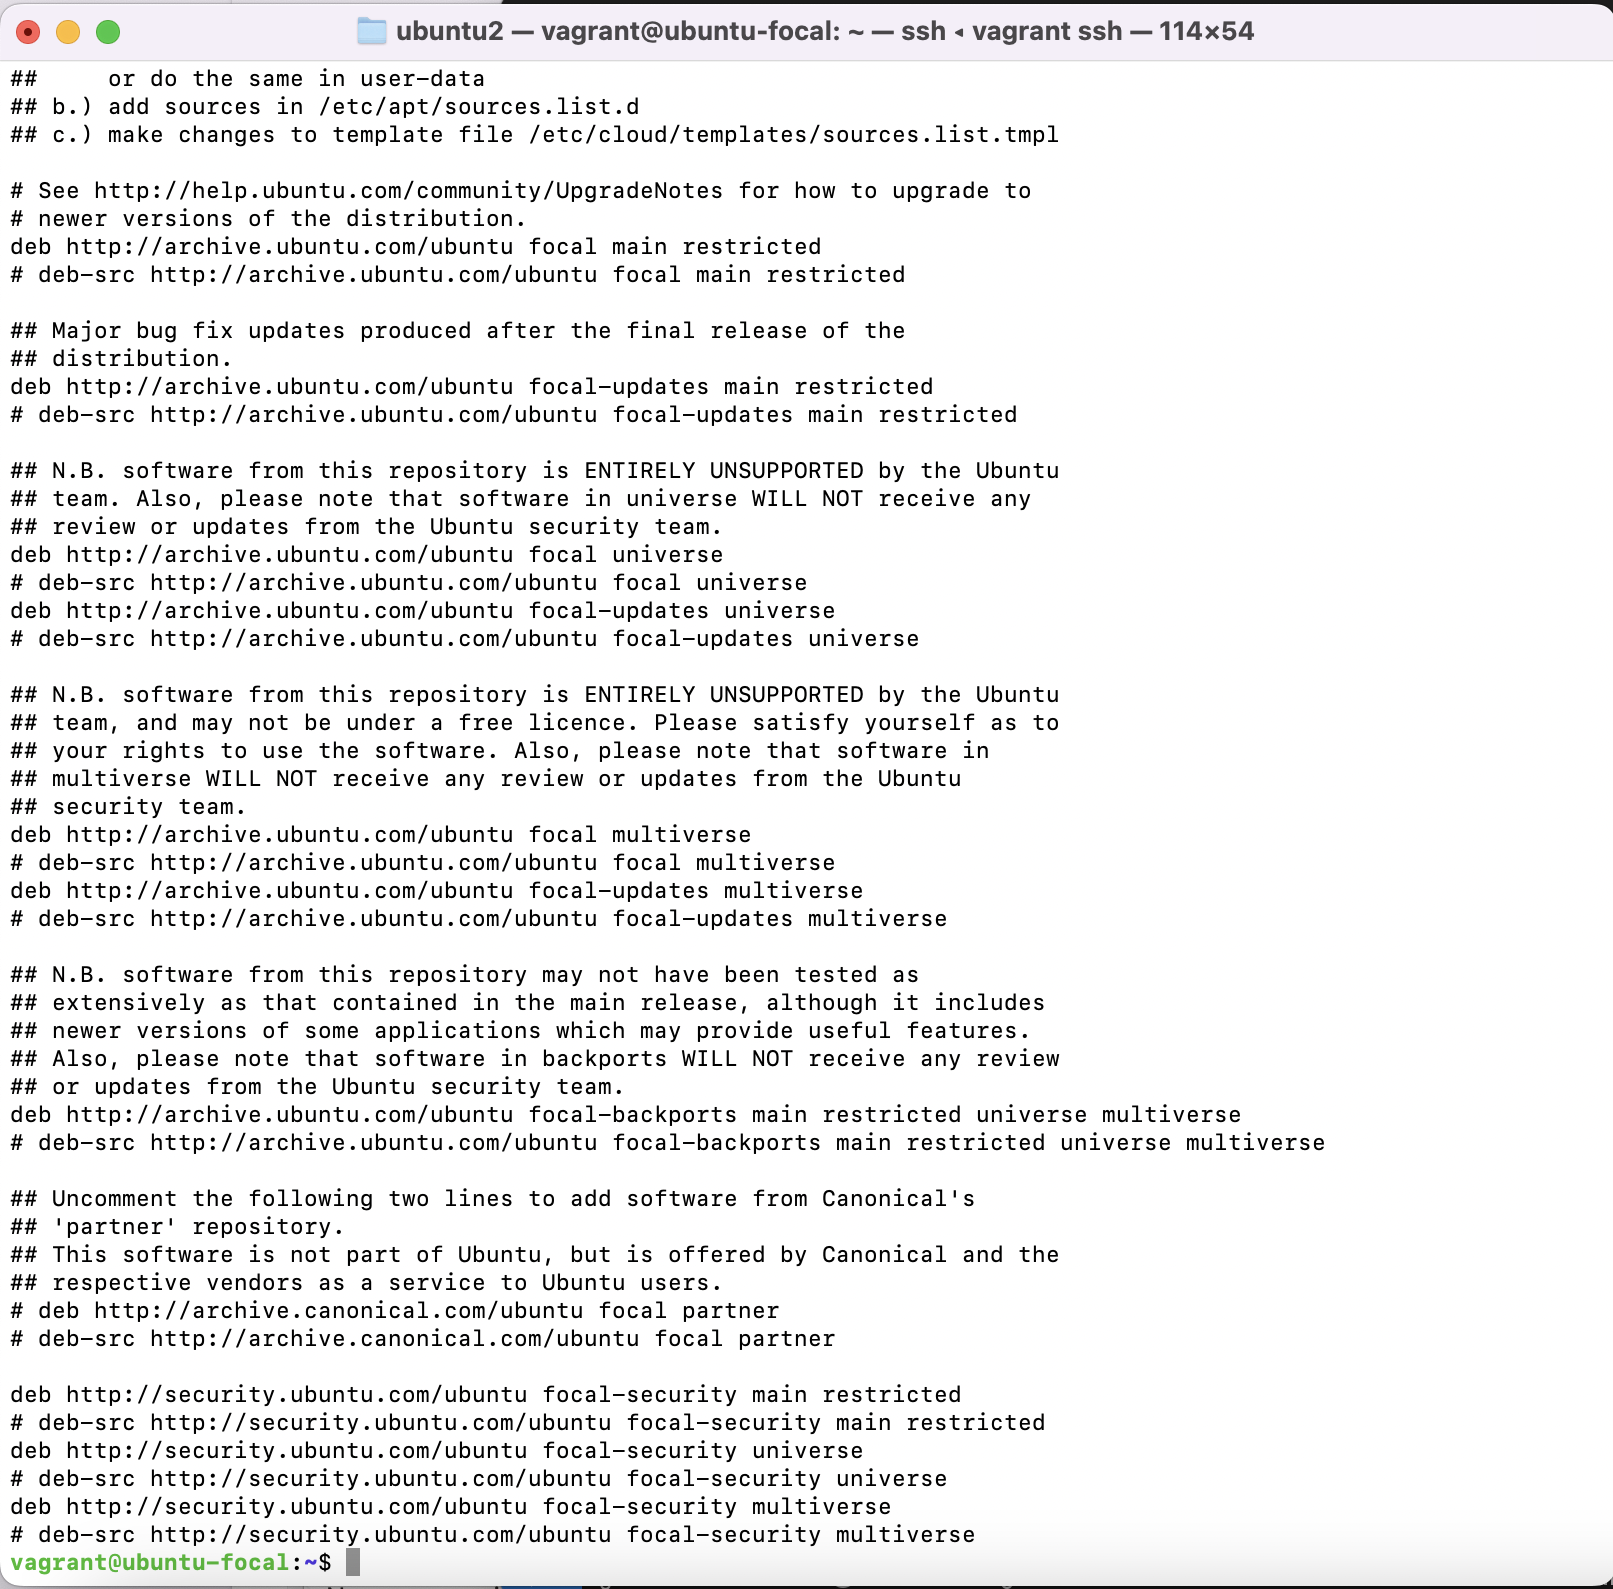 ubuntu2 — vagrant@ubuntu-focal: ~ — ssh ◂ vagrant ssh — 114×54
##     or do the same in user-data
## b.) add sources in /etc/apt/sources.list.d
## c.) make changes to template file /etc/cloud/templates/sources.list.tmpl
# See http://help.ubuntu.com/community/UpgradeNotes for how to upgrade to
# newer versions of the distribution.
deb http://archive.ubuntu.com/ubuntu focal main restricted
# deb-src http://archive.ubuntu.com/ubuntu focal main restricted
## Major bug fix updates produced after the final release of the
## distribution.
deb http://archive.ubuntu.com/ubuntu focal-updates main restricted
# deb-src http://archive.ubuntu.com/ubuntu focal-updates main restricted
## N.B. software from this repository is ENTIRELY UNSUPPORTED by the Ubuntu
## team. Also, please note that software in universe WILL NOT receive any
## review or updates from the Ubuntu security team.
deb http://archive.ubuntu.com/ubuntu focal universe
# deb-src http://archive.ubuntu.com/ubuntu focal universe
deb http://archive.ubuntu.com/ubuntu focal-updates universe
# deb-src http://archive.ubuntu.com/ubuntu focal-updates universe
## N.B. software from this repository is ENTIRELY UNSUPPORTED by the Ubuntu
## team, and may not be under a free licence. Please satisfy yourself as to
## your rights to use the software. Also, please note that software in
## multiverse WILL NOT receive any review or updates from the Ubuntu
## security team.
deb http://archive.ubuntu.com/ubuntu focal multiverse
# deb-src http://archive.ubuntu.com/ubuntu focal multiverse
deb http://archive.ubuntu.com/ubuntu focal-updates multiverse
# deb-src http://archive.ubuntu.com/ubuntu focal-updates multiverse
## N.B. software from this repository may not have been tested as
## extensively as that contained in the main release, although it includes
## newer versions of some applications which may provide useful features.
## Also, please note that software in backports WILL NOT receive any review
## or updates from the Ubuntu security team.
deb http://archive.ubuntu.com/ubuntu focal-backports main restricted universe multiverse
# deb-src http://archive.ubuntu.com/ubuntu focal-backports main restricted universe multiverse
## Uncomment the following two lines to add software from Canonical's
## 'partner' repository.
## This software is not part of Ubuntu, but is offered by Canonical and the
## respective vendors as a service to Ubuntu users.
# deb http://archive.canonical.com/ubuntu focal partner
# deb-src http://archive.canonical.com/ubuntu focal partner
deb http://security.ubuntu.com/ubuntu focal-security main restricted
# deb-src http://security.ubuntu.com/ubuntu focal-security main restricted
deb http://security.ubuntu.com/ubuntu focal-security universe
# deb-src http://security.ubuntu.com/ubuntu focal-security universe
deb http://security.ubuntu.com/ubuntu focal-security multiverse
# deb-src http://security.ubuntu.com/ubuntu focal-security multiverse
vagrant@ubuntu-focal:~$